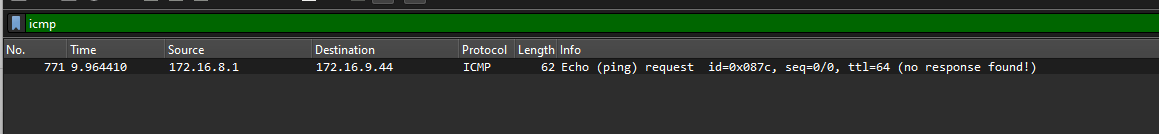 icmp
No. Time Source Destination Protocol Length Info
771 9.964410 172.16.8.1 172.16.9.44 ICMP 62 Echo (ping) request id=0x087c, seq=0/0, ttl=64 (no response found!)